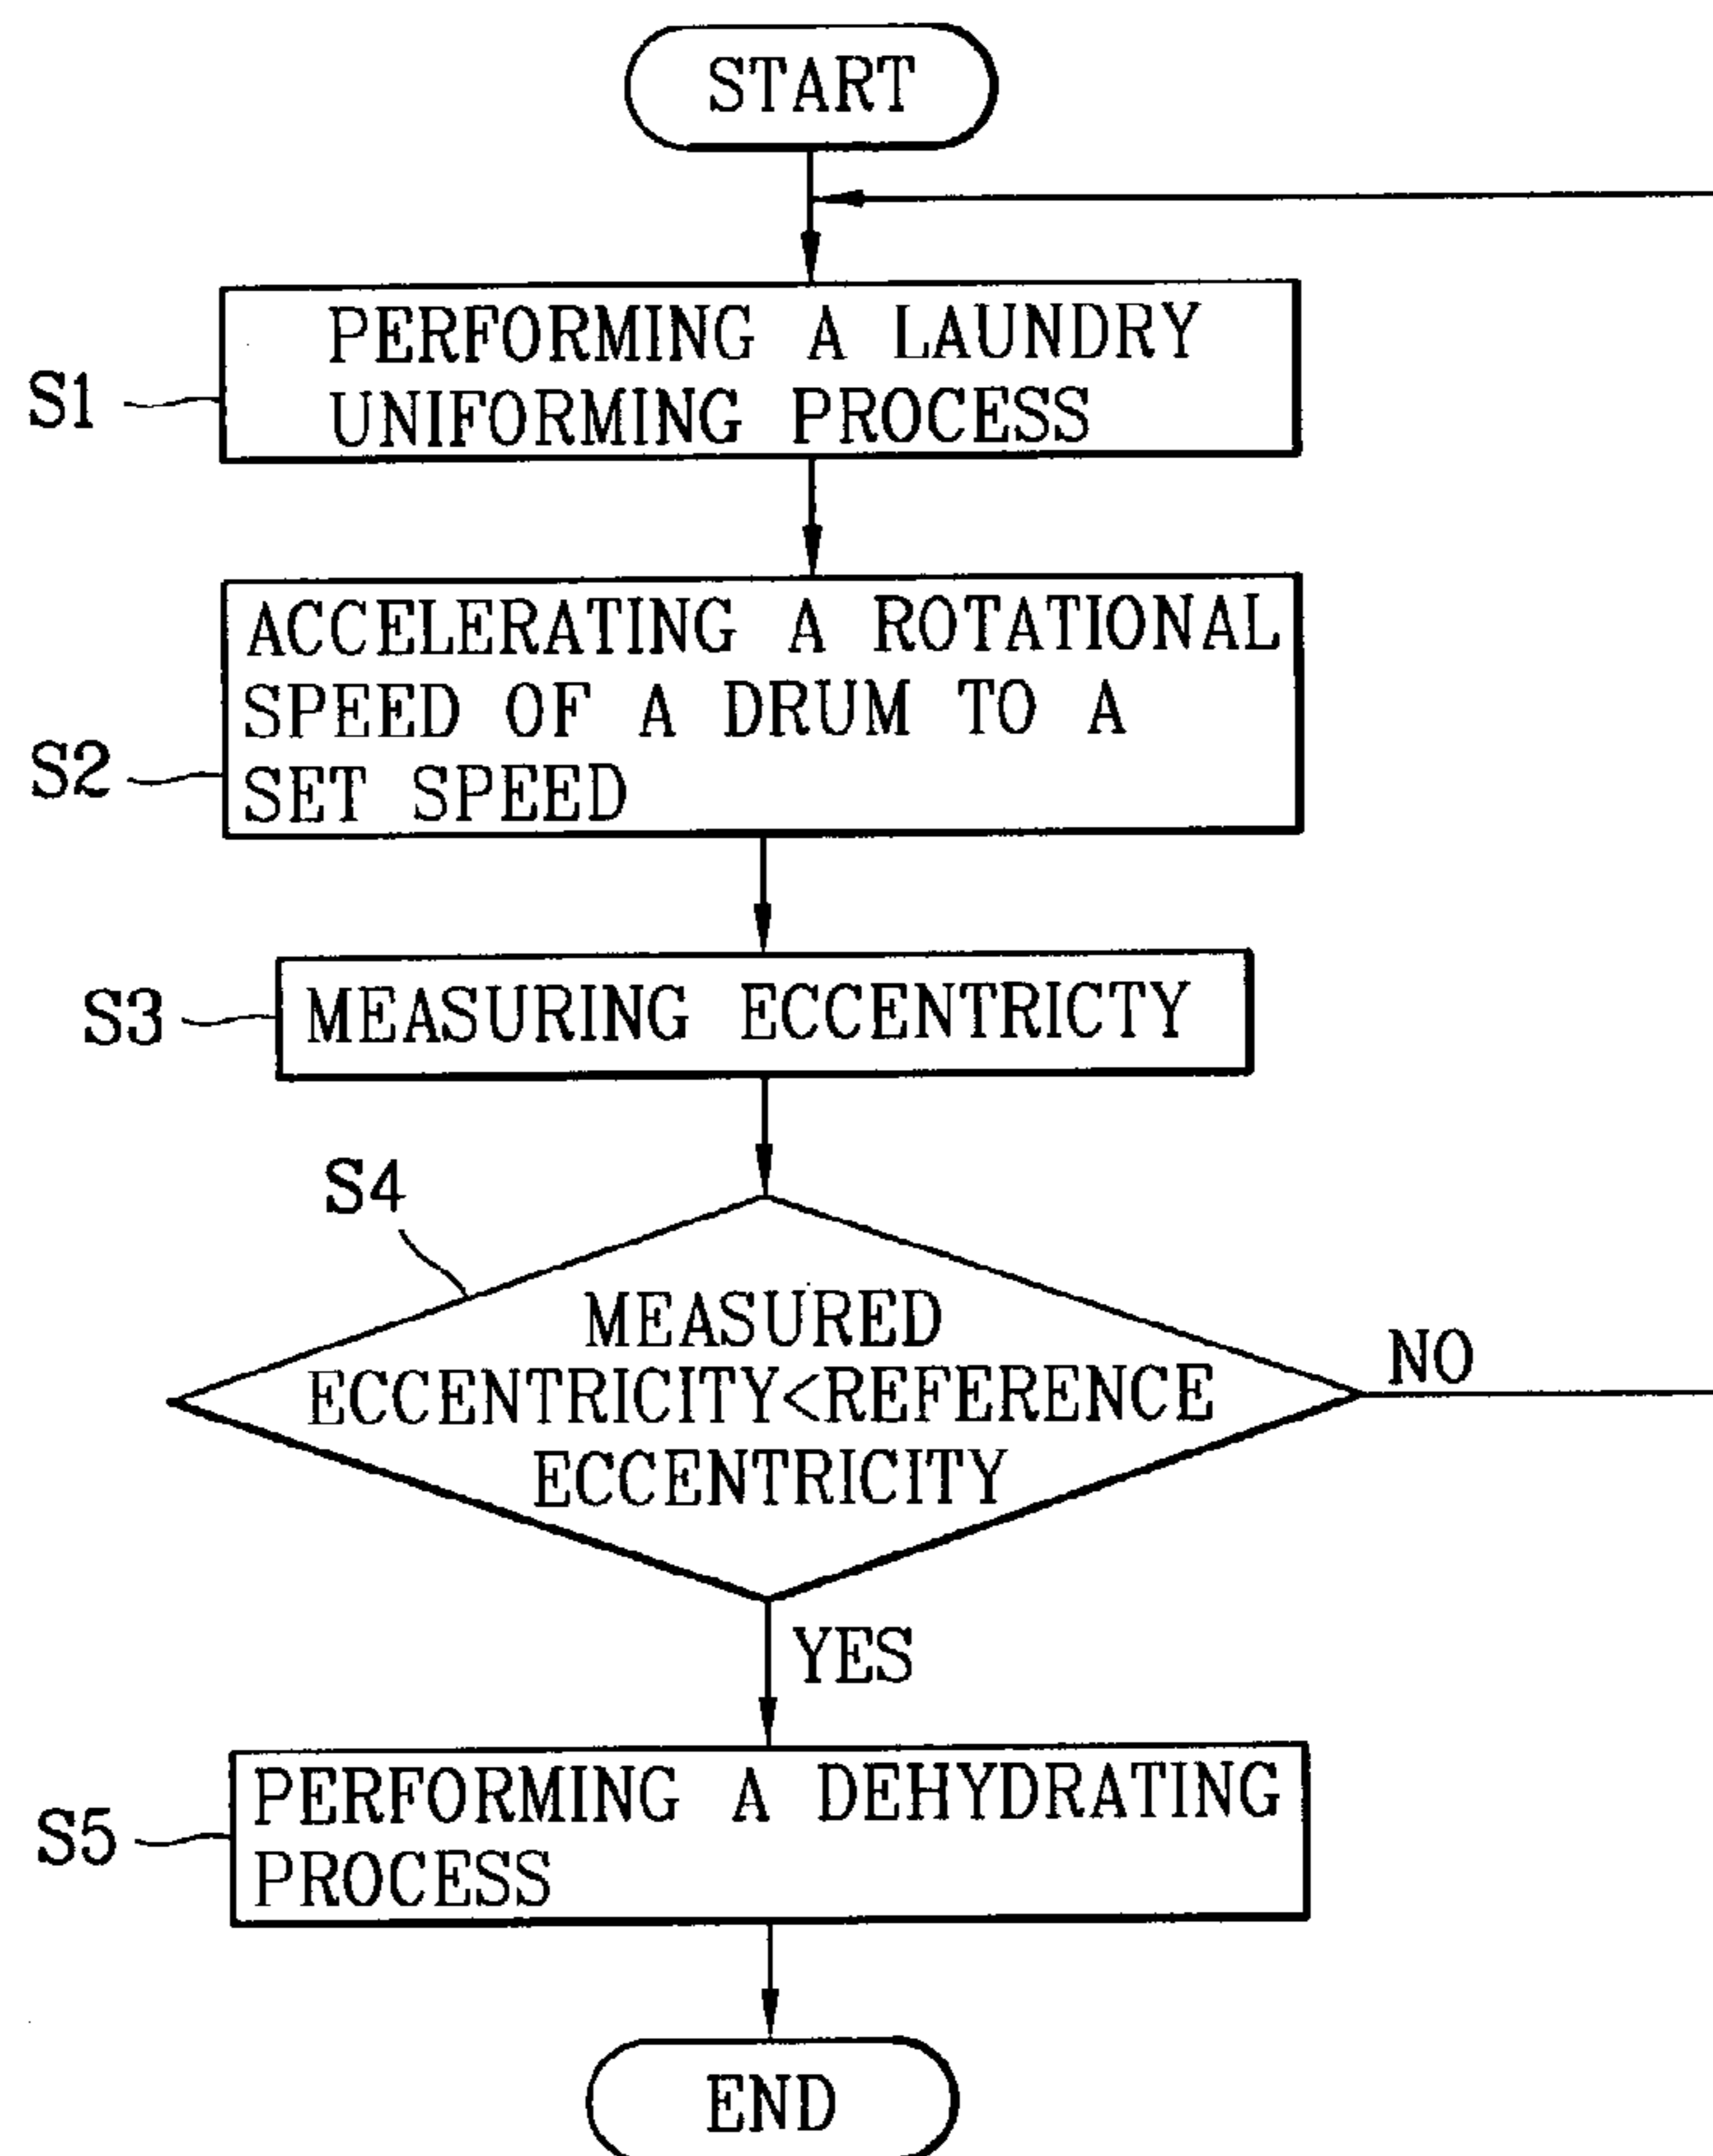 START
PERFORMING A LAUNDRY
UNIFORMING PROCESS
S1
ACCELERATING A ROTATIONAL
SPEED OF A DRUM TO A
SET SPEED
S2
MEASURING ECCENTRICTY
S3
S4
MEASURED
ECCENTRICITY<REFERENCE
ECCENTRICITY
NO
YES
PERFORMING A DEHYDRATING
PROCESS
S5
END